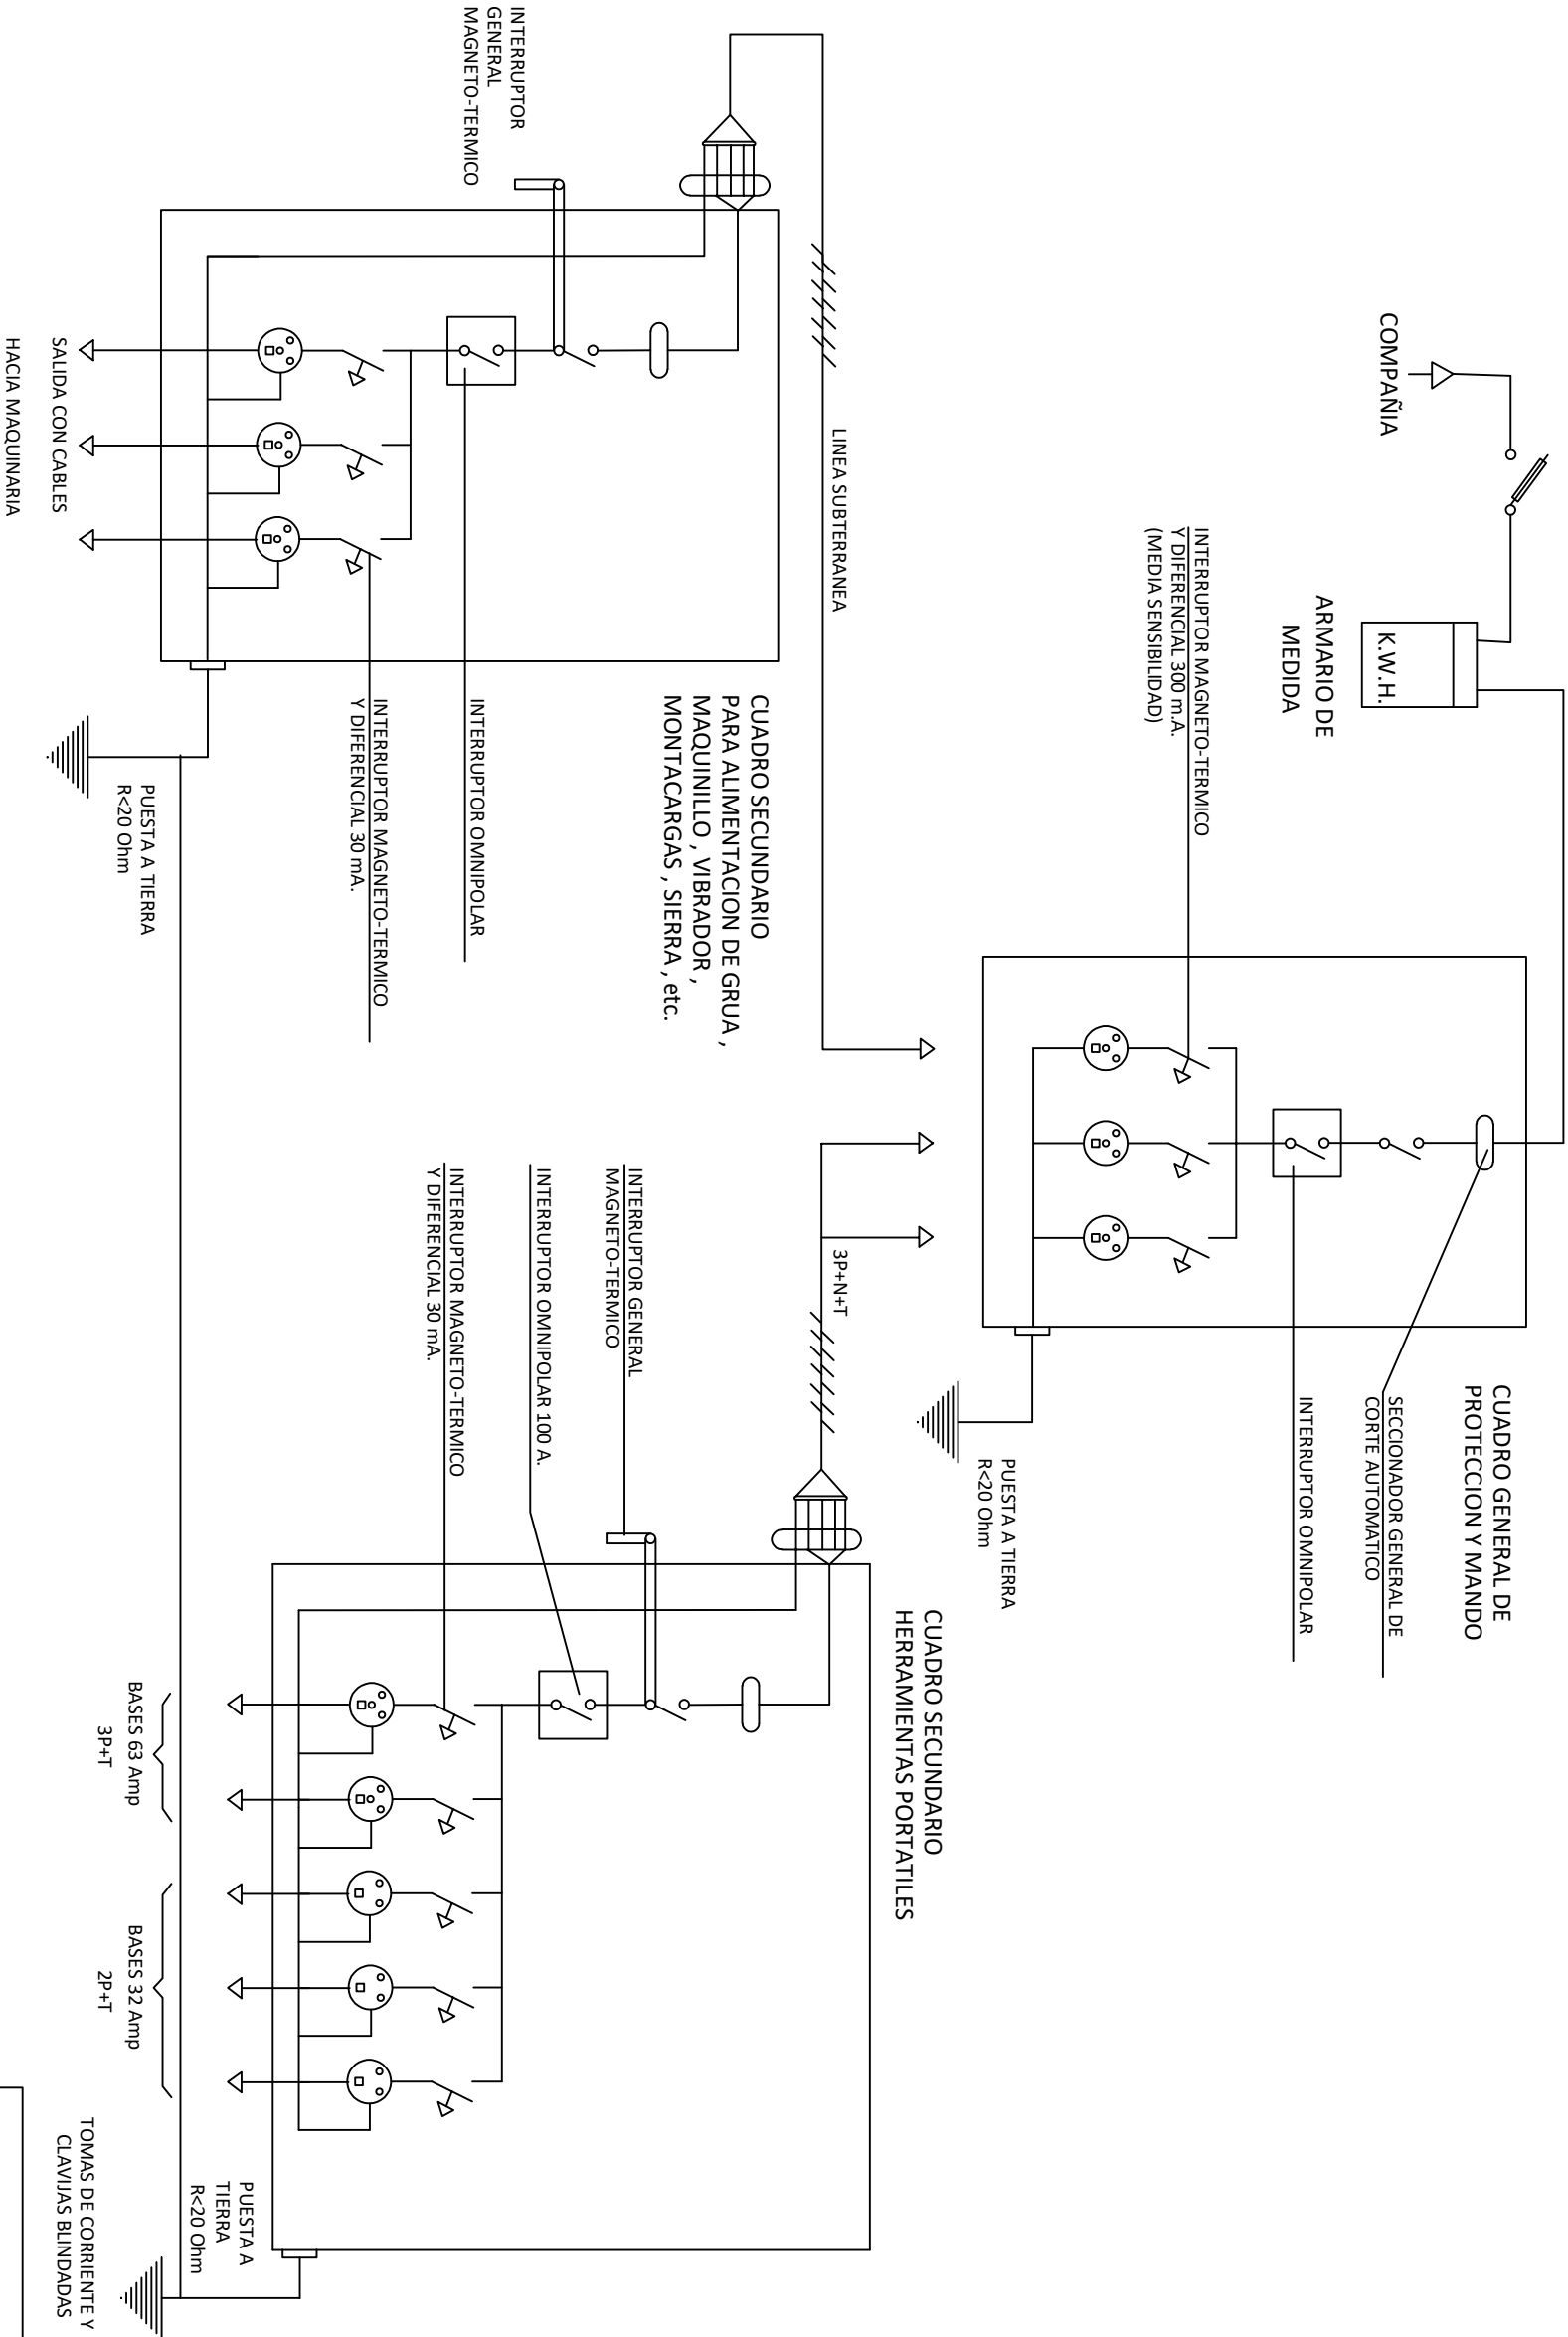 COMPAÑIA
K.W.H.
ARMARIO DE
MEDIDA
INTERRUPTOR MAGNETO-TERMICO
Y DIFERENCIAL 300 m.A.
(MEDIA SENSIBILIDAD)
CUADRO GENERAL DE
PROTECCION Y MANDO
SECCIONADOR GENERAL DE
CORTE AUTOMATICO
INTERRUPTOR OMNIPOLAR
PUESTA A TIERRA
R<20 Ohm
LINEA SUBTERRANEA
3P+N+T
INTERRUPTOR
GENERAL
MAGNETO-TERMICO
CUADRO SECUNDARIO
PARA ALIMENTACION DE GRUA ,
MAQUINILLO , VIBRADOR ,
MONTACARGAS , SIERRA , etc.
INTERRUPTOR OMNIPOLAR
INTERRUPTOR MAGNETO-TERMICO
Y DIFERENCIAL 30 mA.
PUESTA A TIERRA
R<20 Ohm
SALIDA CON CABLES
HACIA MAQUINARIA
CUADRO SECUNDARIO
HERRAMIENTAS PORTATILES
INTERRUPTOR GENERAL
MAGNETO-TERMICO
INTERRUPTOR OMNIPOLAR 100 A.
INTERRUPTOR MAGNETO-TERMICO
Y DIFERENCIAL 30 mA.
BASES 63 Amp
3P+T
BASES 32 Amp
2P+T
PUESTA A
TIERRA
R<20 Ohm
TOMAS DE CORRIENTE Y
CLAVIJAS BLINDADAS